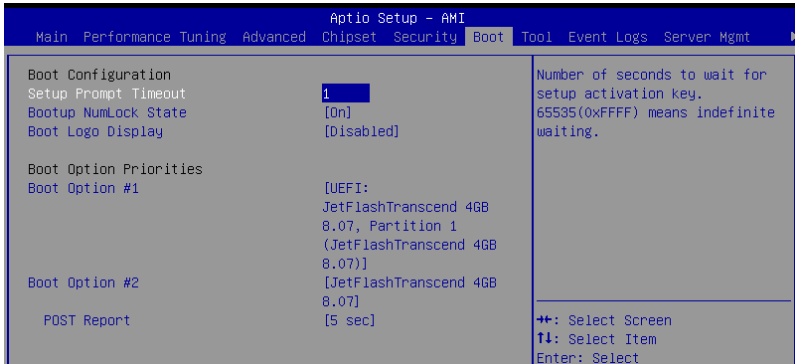 Aptio Setup - AMI
Main Performance Tuning Advanced Chipset Security Boot Tool Event Logs Server Mgmt
Boot Configuration
Setup Prompt Timeout 1
Bootup NumLock State [On]
Boot Logo Display [Disabled]
Boot Option Priorities
Boot Option #1 [UEFI:
JetFlashTranscend 4GB
8.07, Partition 1
(JetFlashTranscend 4GB
8.07)]
Boot Option #2 [JetFlashTranscend 4GB
8.07]
POST Report [5 sec]
Number of seconds to wait for
setup activation key.
65535(0xFFFF) means indefinite
waiting.
→←: Select Screen
↑↓: Select Item
Enter: Select